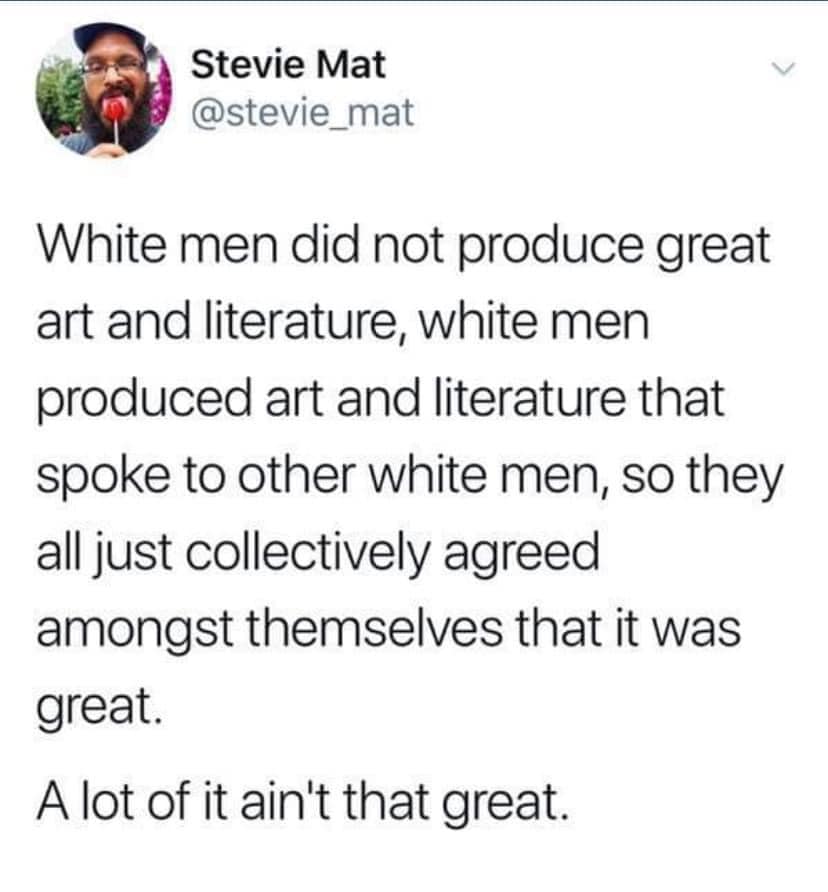 Stevie Mat
@stevie_mat
White men did not produce great
art and literature, white men
produced art and literature that
spoke to other white men, so they
all just collectively agreed
amongst themselves that it was
great.
A lot of it ain't that great.